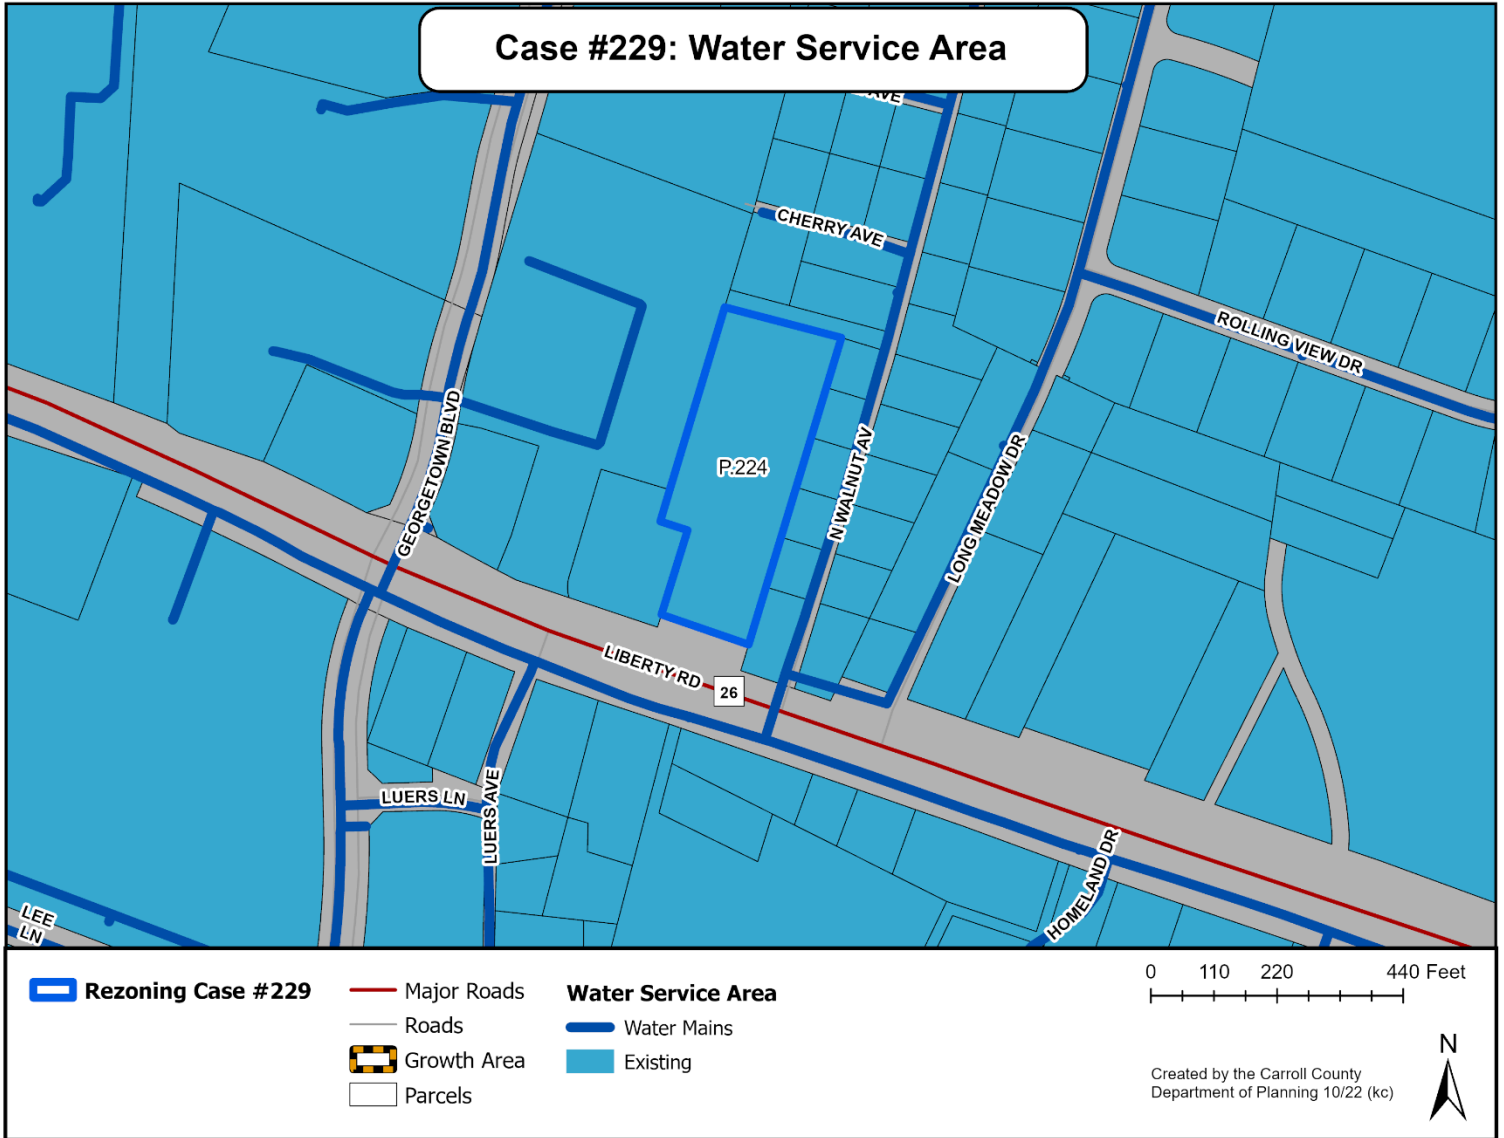 Case #229: Water Service Area
AVE
CHERRY AVE
ROLLING VIEW DR
GEORGETOWN BLVD
N WALNUT AV
LONG MEADOW DR
P.224
LIBERTY RD
26
LUERS LN
LUERS AVE
HOMELAND DR
LEE
LN
Rezoning Case #229
Major Roads
Roads
Growth Area
Parcels
Water Service Area
Water Mains
Existing
0 110 220 440 Feet
N
Created by the Carroll County
Department of Planning 10/22 (kc)